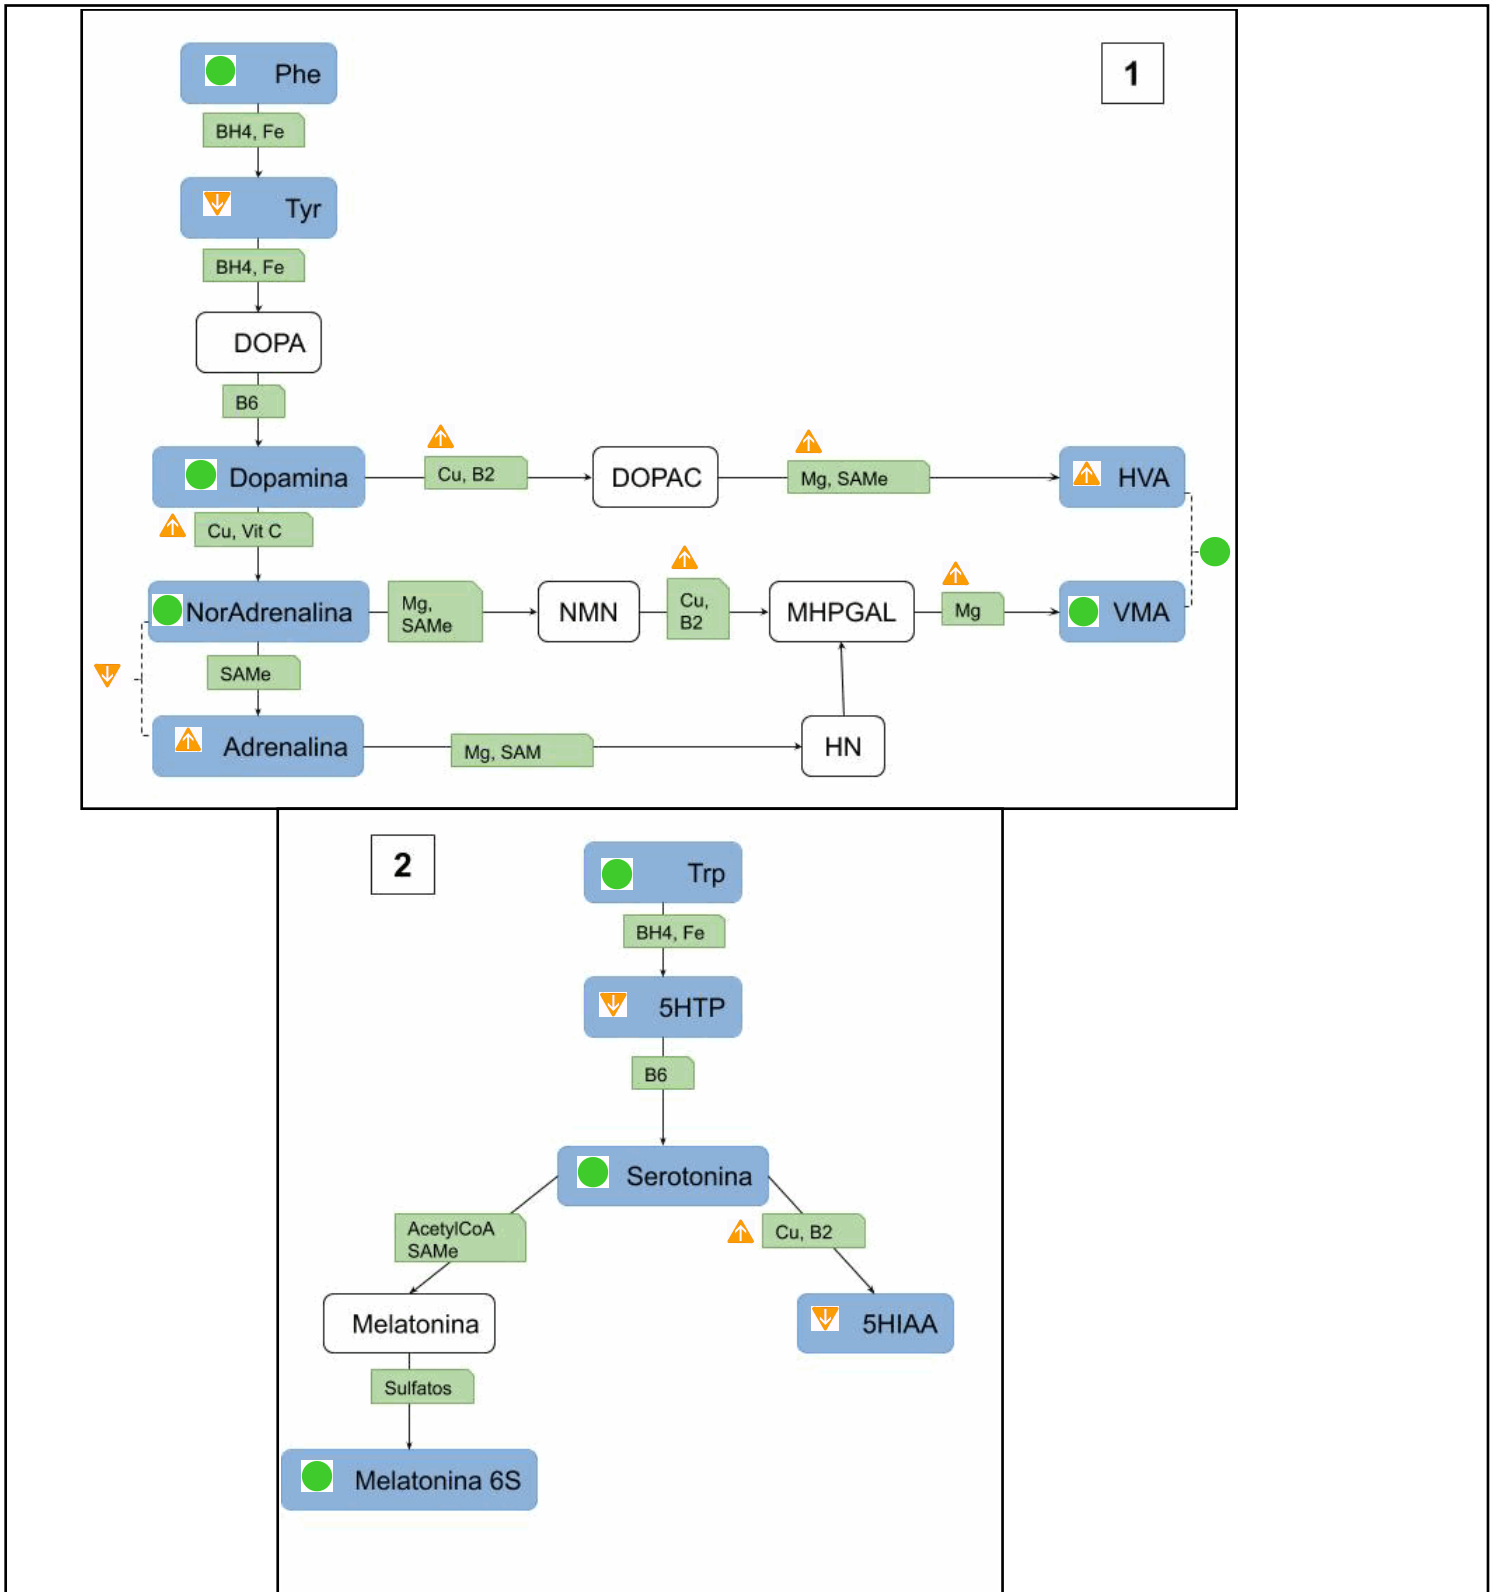 1
Phe
BH4, Fe
Tyr
BH4, Fe
DOPA
B6
Dopamina
Cu, B2
DOPAC
Mg, SAMe
HVA
Cu, Vit C
NorAdrenalina
Mg,
SAMe
NMN
Cu,
B2
MHPGAL
Mg
VMA
SAMe
Adrenalina
Mg, SAM
HN
2
Trp
BH4, Fe
5HTP
B6
Serotonina
AcetylCoA
SAMe
Cu, B2
Melatonina
5HIAA
Sulfatos
Melatonina 6S